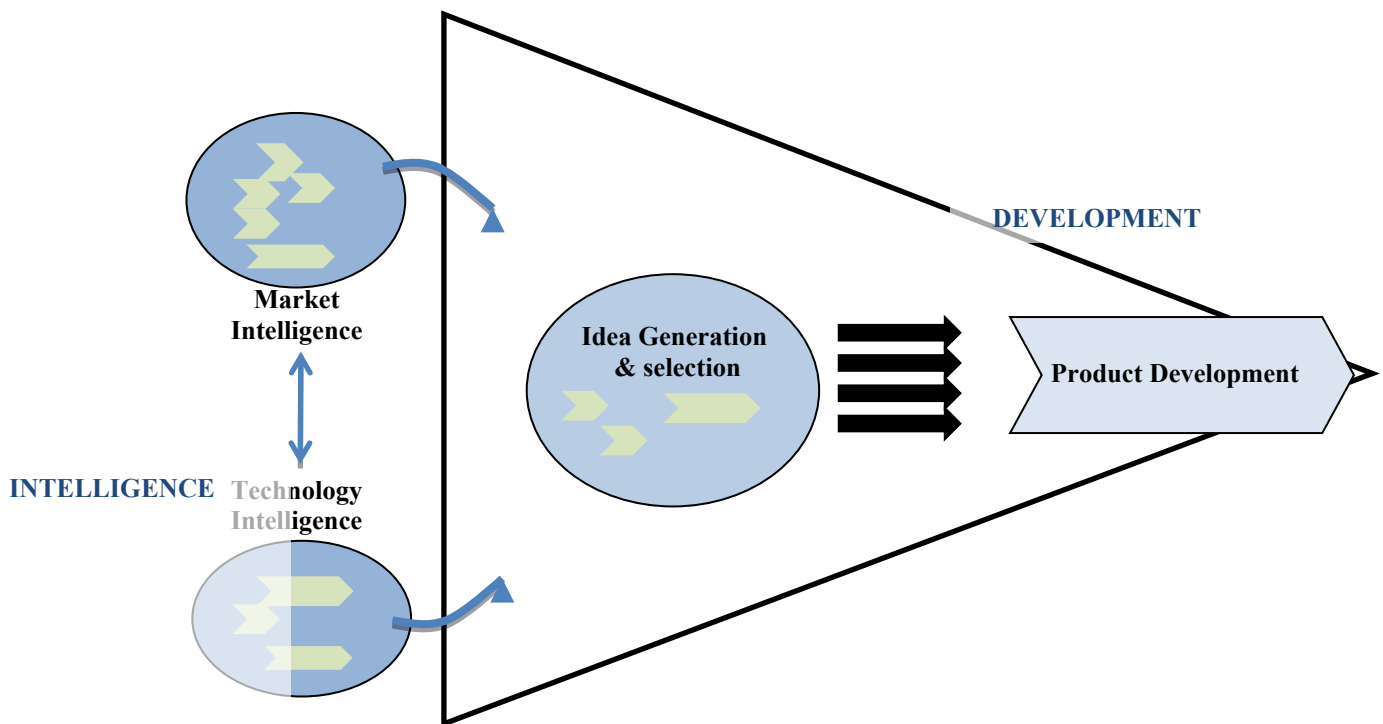 DEVELOPMENT
Market
Intelligence
Idea Generation
& selection
Product Development
INTELLIGENCE
Technology
Intelligence